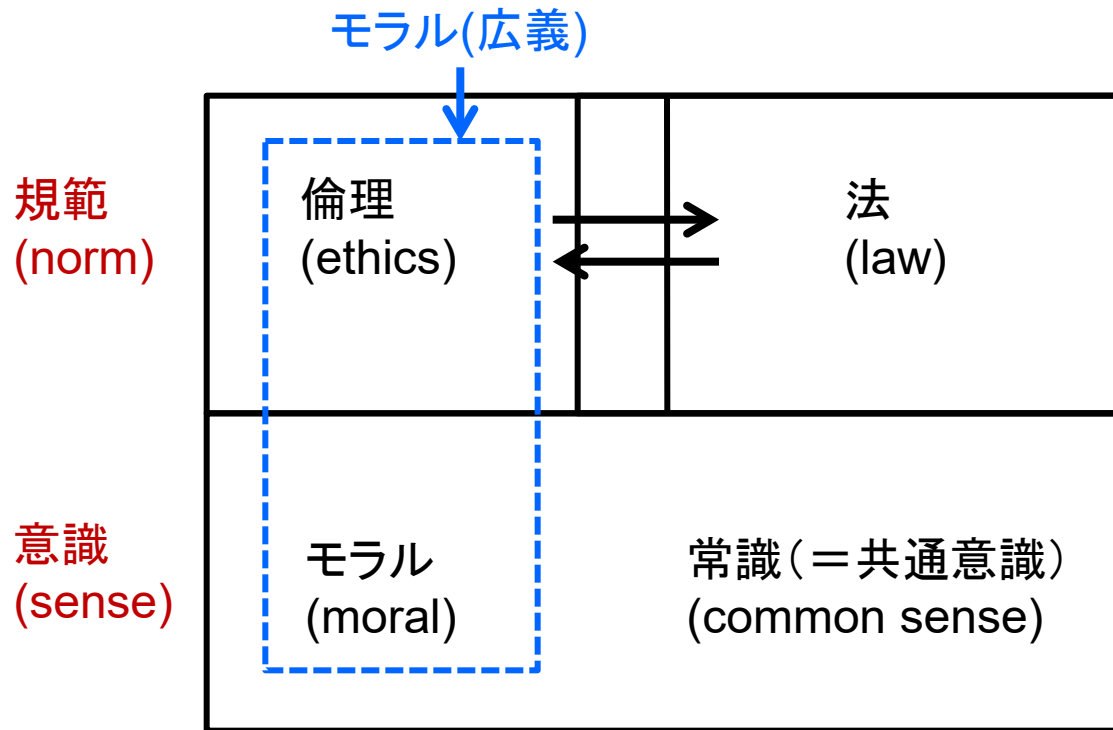 モラル(広義)
規範
(norm)
倫理
(ethics)
法
(law)
意識
(sense)
モラル
(moral)
常識(＝共通意識)
(common sense)